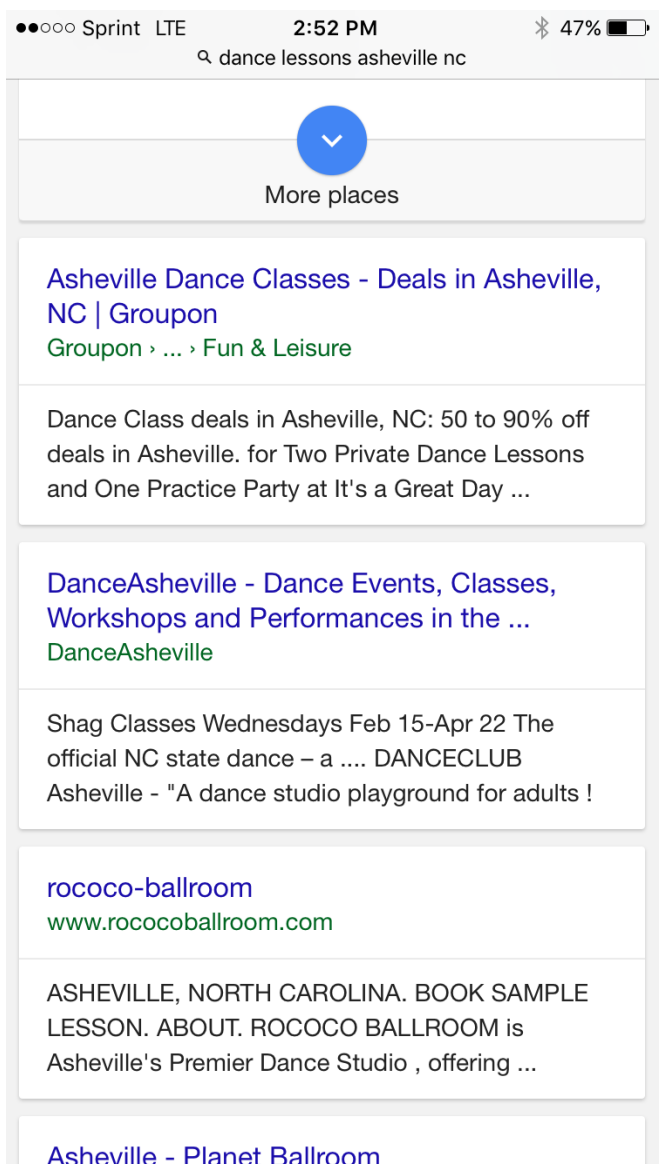 Sprint LTE 2:52 PM 47%
dance lessons asheville nc
More places
Asheville Dance Classes - Deals in Asheville,
NC | Groupon
Groupon › ... › Fun & Leisure
Dance Class deals in Asheville, NC: 50 to 90% off
deals in Asheville. for Two Private Dance Lessons
and One Practice Party at It's a Great Day ...
DanceAsheville - Dance Events, Classes,
Workshops and Performances in the ...
DanceAsheville
Shag Classes Wednesdays Feb 15-Apr 22 The
official NC state dance – a .... DANCECLUB
Asheville - "A dance studio playground for adults !
rococo-ballroom
www.rococoballroom.com
ASHEVILLE, NORTH CAROLINA. BOOK SAMPLE
LESSON. ABOUT. ROCOCO BALLROOM is
Asheville's Premier Dance Studio , offering ...
Asheville - Planet Ballroom